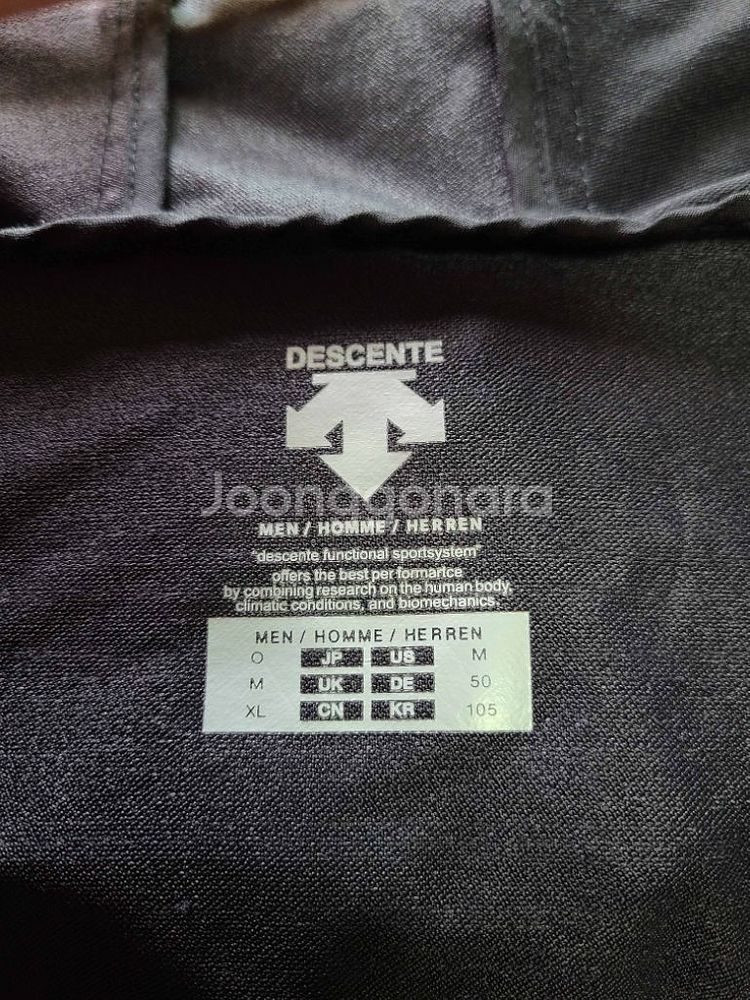 DESCENTE
Joonggonara
MEN / HOMME / HERREN
"descente functional sportsystem"
offers the best per formarlce
by combining research on the human body,
climatic conditions, and biomechanics
MEN / HOMME / HERREN
O JP US M
M UK DE 50
XL CN KR 105